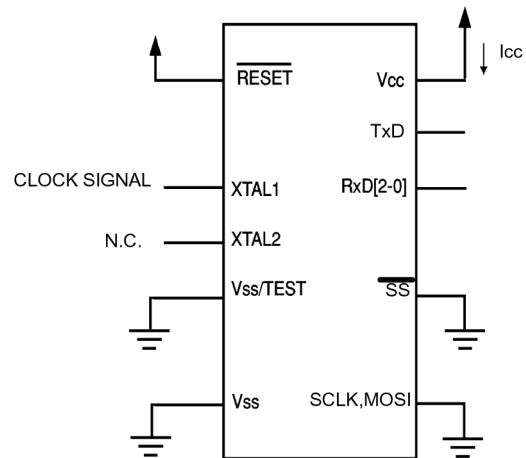 Icc
RESET
Vcc
TxD
CLOCK SIGNAL
XTAL1
RxD[2-0]
N.C.
XTAL2
Vss/TEST
SS
Vss
SCLK,MOSI